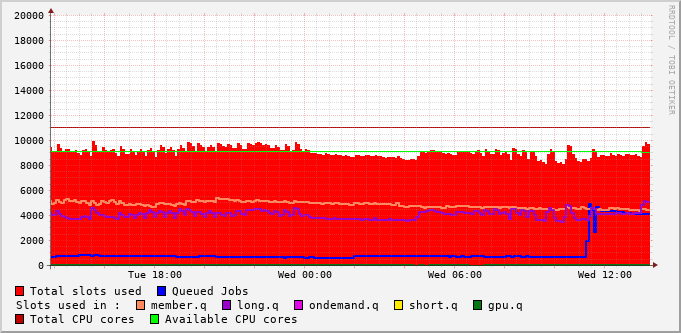 20000
18000
16000
14000
12000
10000
8000
6000
4000
2000
0
Tue 18:00 Wed 00:00 Wed 06:00 Wed 12:00
Total slots used Queued Jobs
Slots used in : member.q long.q ondemand.q short.q gpu.q
Total CPU cores Available CPU cores
RRDTOOL / TOBI OETIKER